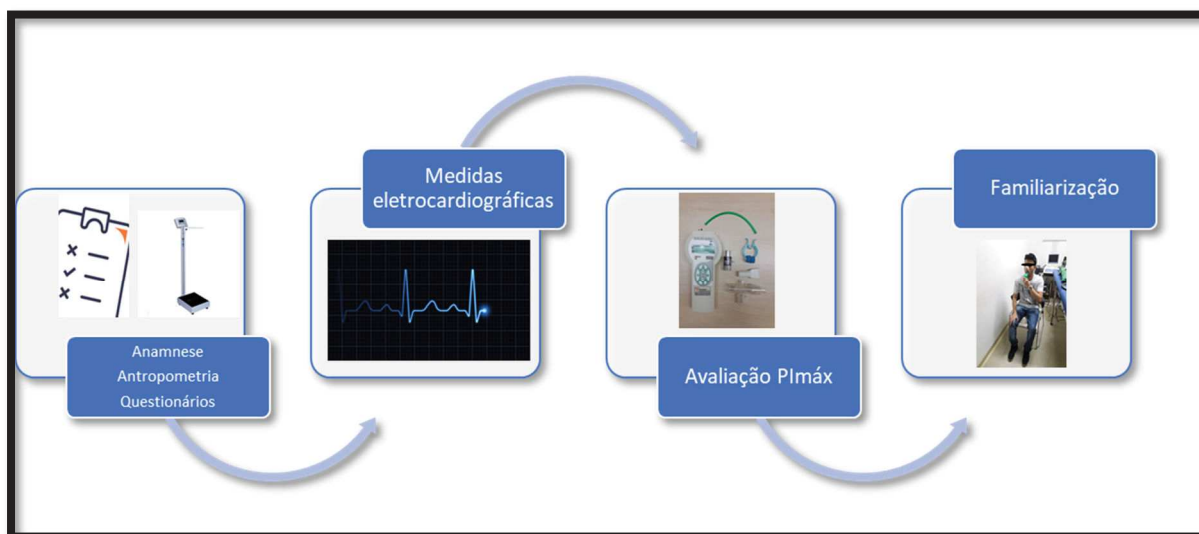 Anamnese
Antropometria
Questionários
Medidas
eletrocardiográficas
Avaliação PImáx
Familiarização